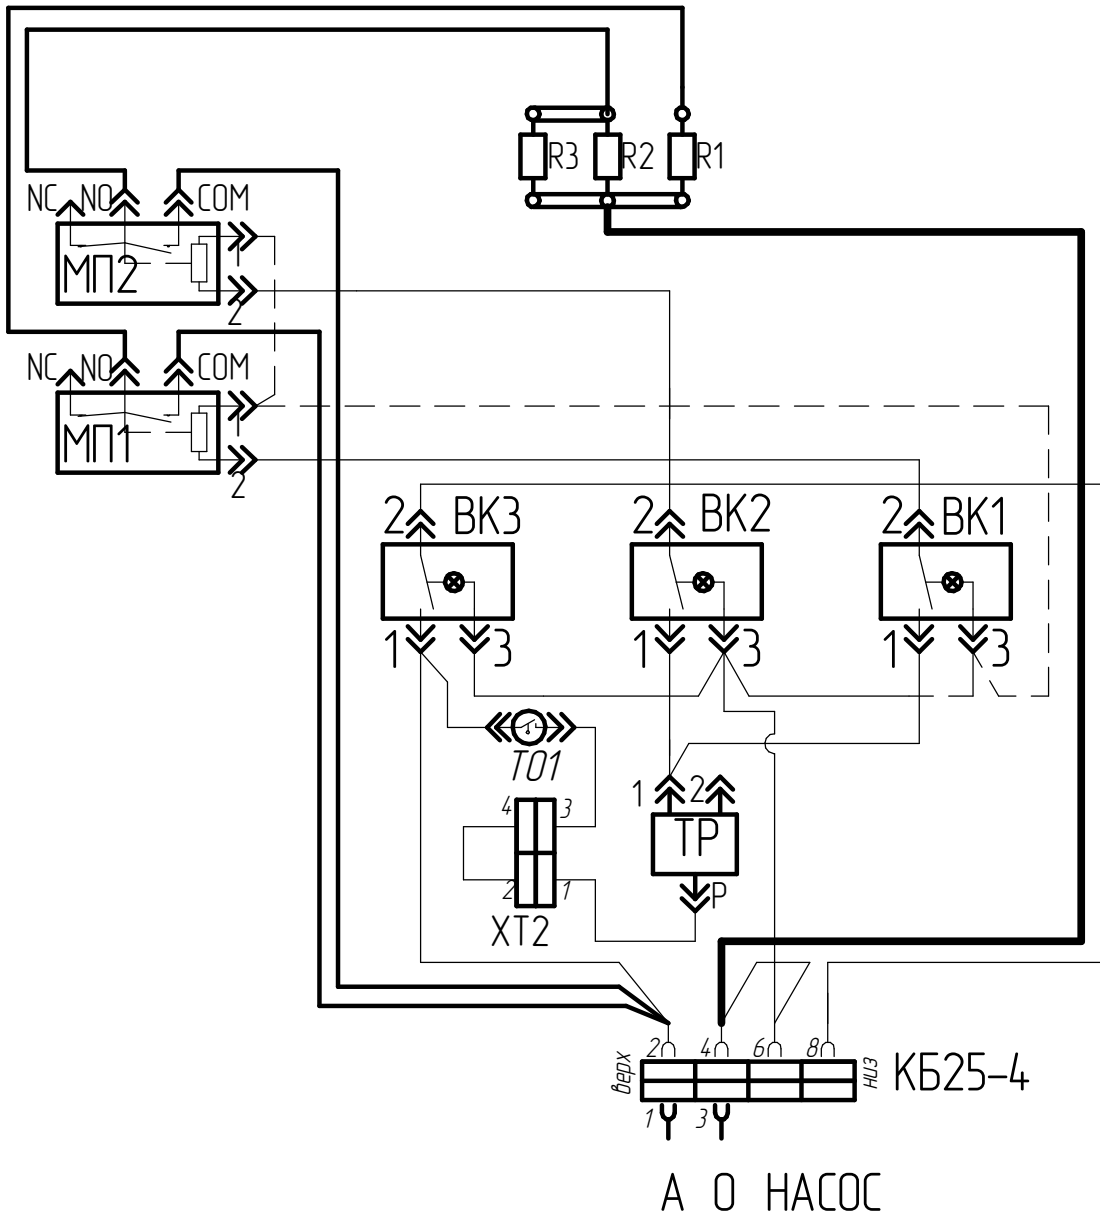 R3 R2 R1
NC NO COM
МП2
1
2
NC NO COM
МП1
1
2
2 ВК3 2 ВК2 2 ВК1
1 3 1 3 1 3
ТО1
1 2
4 3
ТР
2 1
Р
ХТ2
верх 2 4 6 8 низ КБ25-4
1 3
А О НАСОС